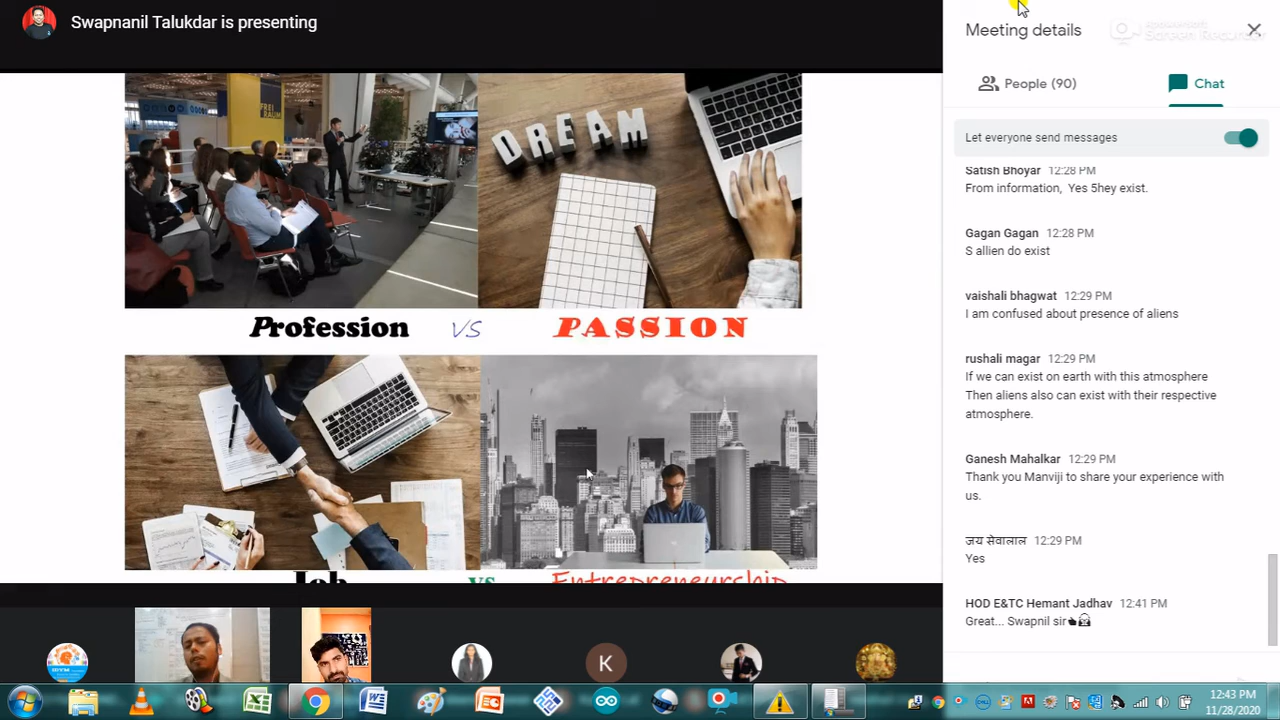 Swapnanil Talukdar is presenting
DREAM
Profession vs PASSION
Job vs Entrepreneurship
K
Meeting details
Screen Recorder
People (90)
Chat
Let everyone send messages
Satish Bhoyar 12:28 PM
From information, Yes 5hey exist.
Gagan Gagan 12:28 PM
S allien do exist
vaishali bhagwat 12:29 PM
I am confused about presence of aliens
rushali magar 12:29 PM
If we can exist on earth with this atmosphere
Then aliens also can exist with their respective
atmosphere.
Ganesh Mahalkar 12:29 PM
Thank you Manviji to share your experience with
us.
जय सेवालाल 12:29 PM
Yes
HOD E&TC Hemant Jadhav 12:41 PM
Great... Swapnil sir
12:43 PM
11/28/2020